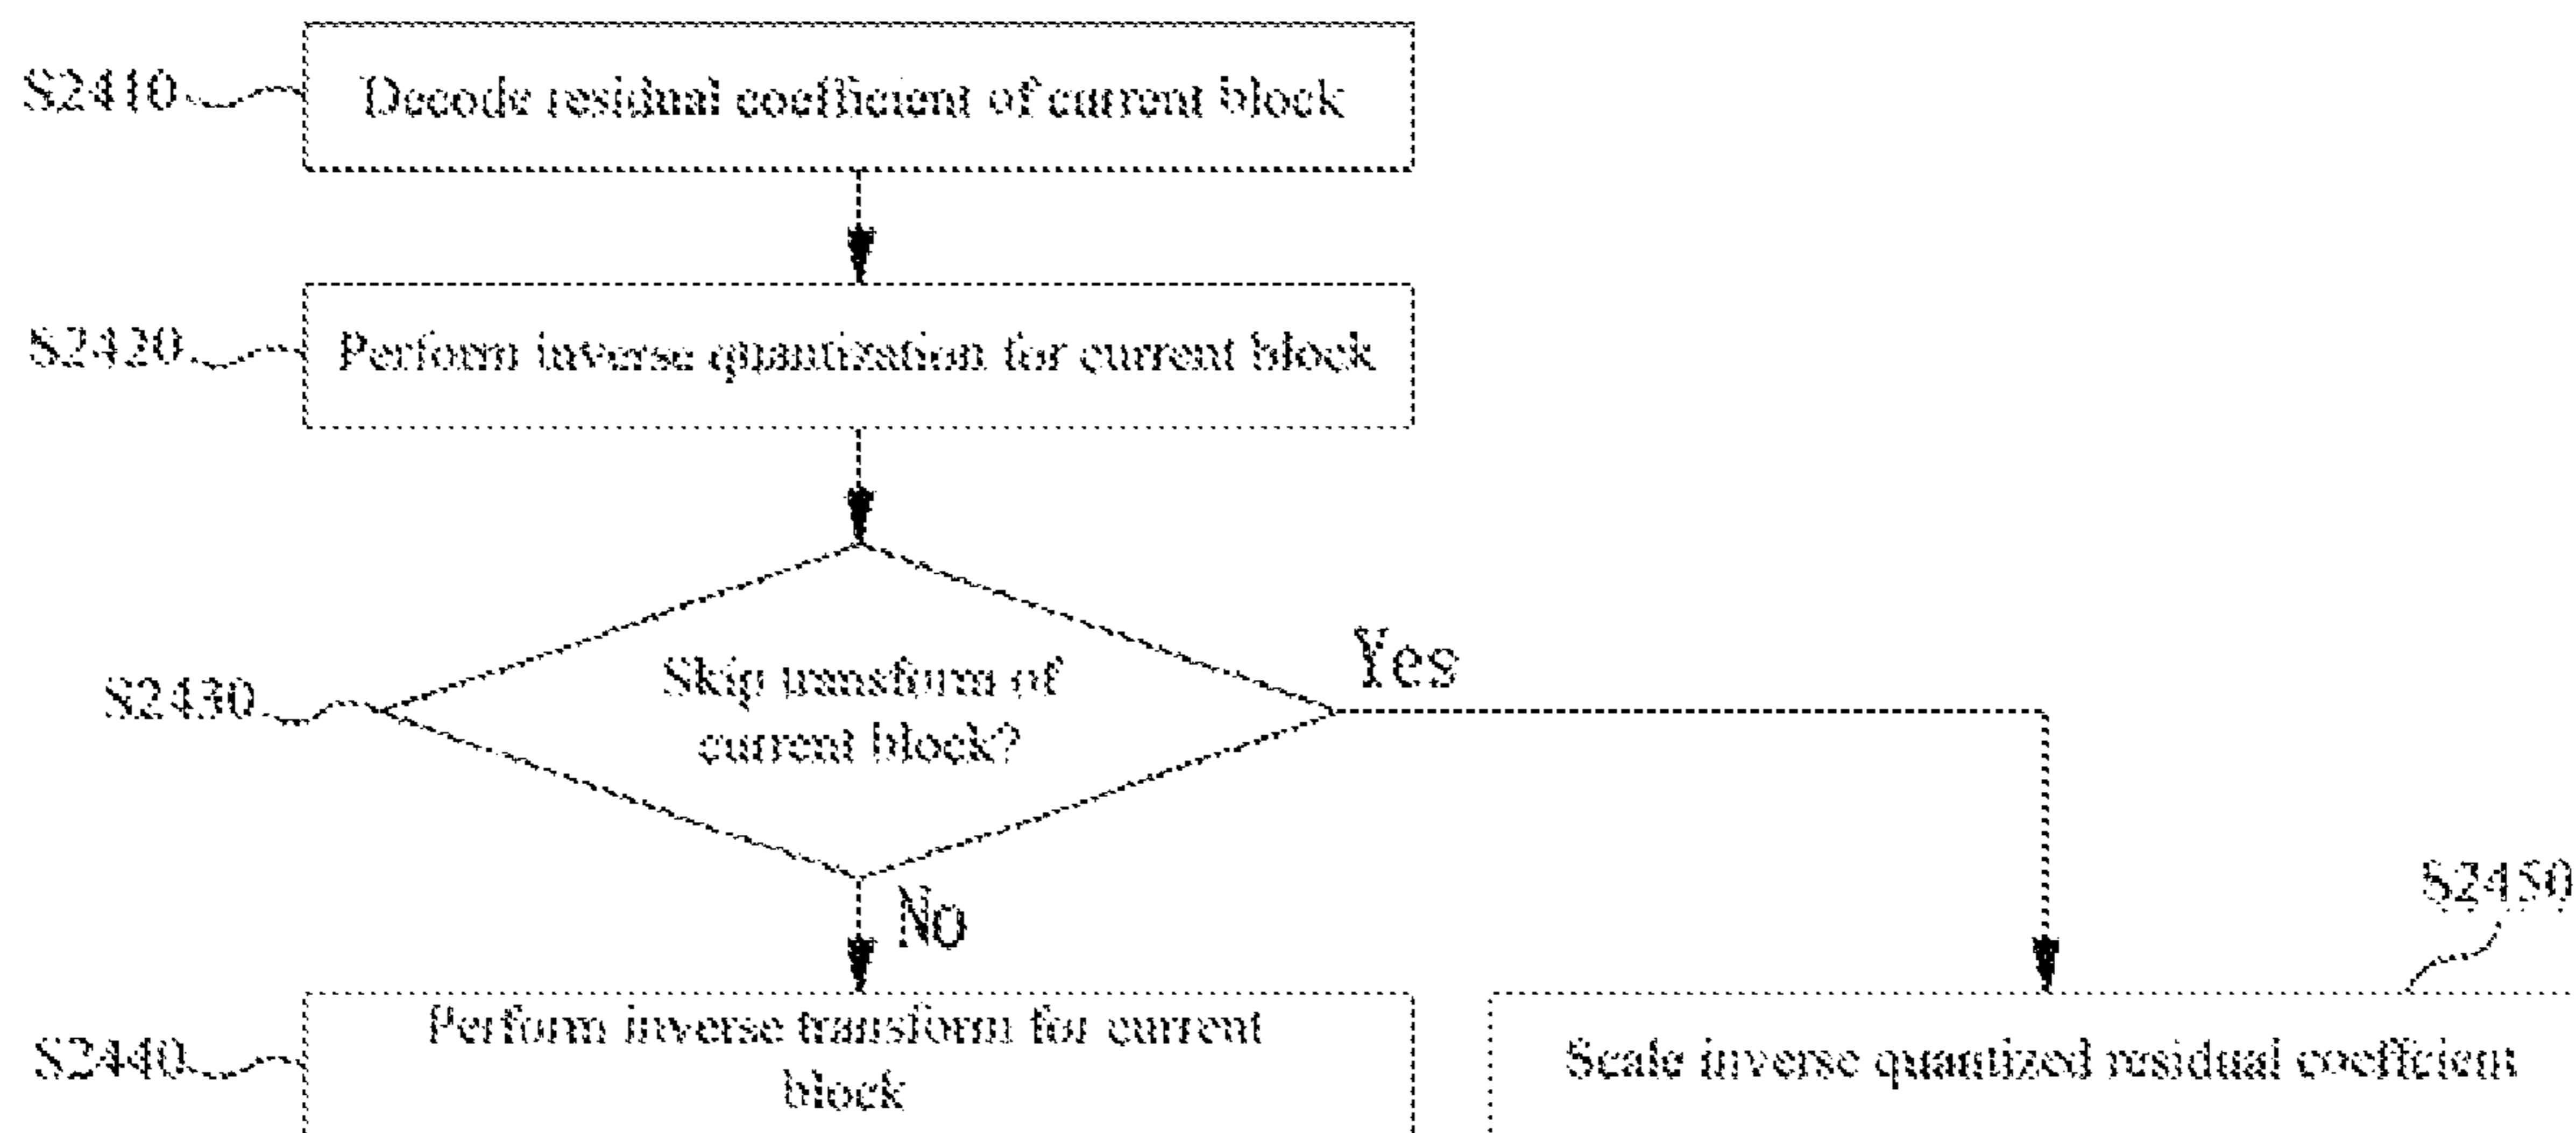 S2410
Decode residual coefficient of current block
S2420
Perform inverse quantization for current block
S2430
Skip transform of
current block?
Yes
No
S2450
S2440
Perform inverse transform for current
block
Scale inverse quantized residual coefficient